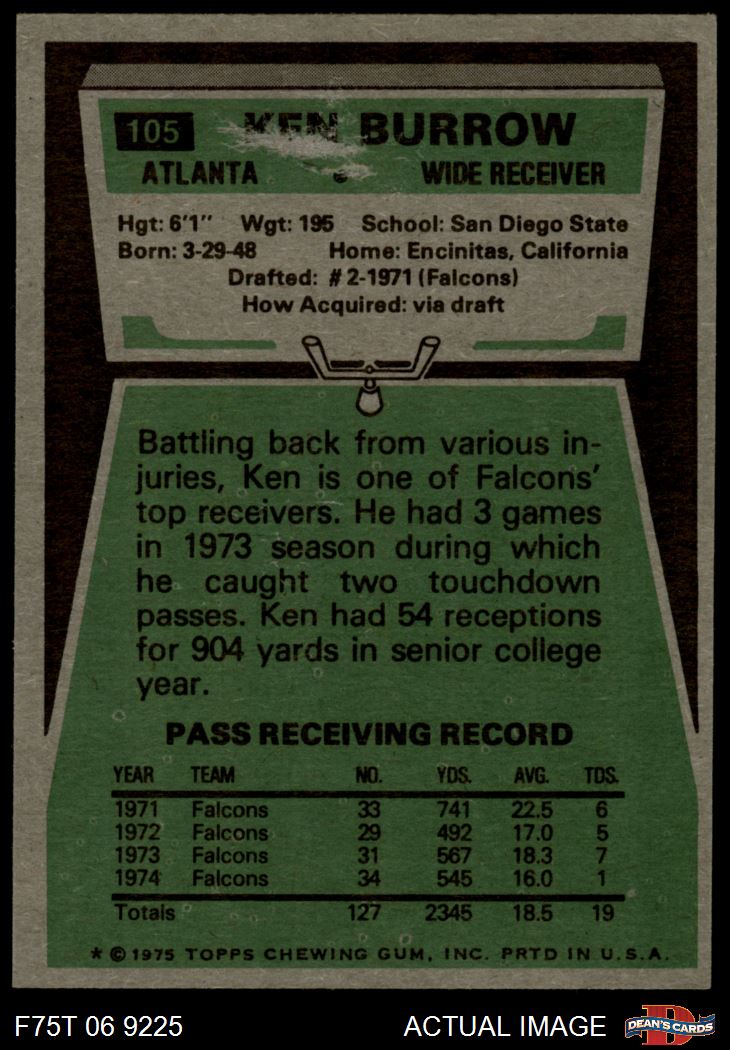 105 KEN BURROW
ATLANTA WIDE RECEIVER
Hgt: 6'1" Wgt: 195 School: San Diego State
Born: 3-29-48 Home: Encinitas, California
Drafted: #2-1971 (Falcons)
How Acquired: via draft
Battling back from various in-
juries, Ken is one of Falcons'
top receivers. He had 3 games
in 1973 season during which
he caught two touchdown
passes. Ken had 54 receptions
for 904 yards in senior college
year.
PASS RECEIVING RECORD
YEAR TEAM NO. YDS. AVG. TDS.
1971 Falcons 33 741 22.5 6
1972 Falcons 29 492 17.0 5
1973 Falcons 31 567 18.3 7
1974 Falcons 34 545 16.0 1
Totals 127 2345 18.5 19
* © 1975 TOPPS CHEWING GUM, INC. PRTD IN U.S.A.
F75T 06 9225 ACTUAL IMAGE D DEAN'S CARDS